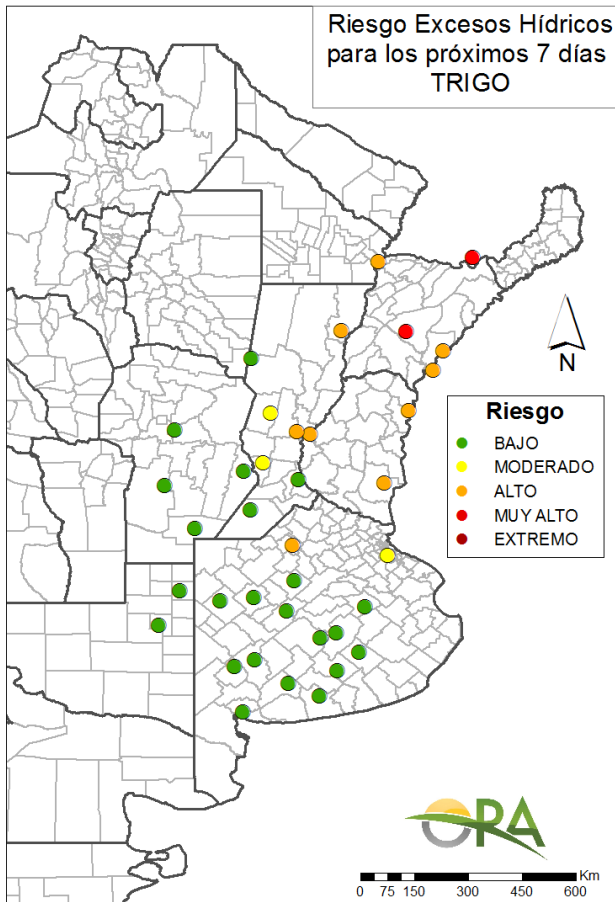 Riesgo Excesos Hídricos
para los próximos 7 días
TRIGO
N
Riesgo
BAJO
MODERADO
ALTO
MUY ALTO
EXTREMO
ORA
Km
0 75 150 300 450 600